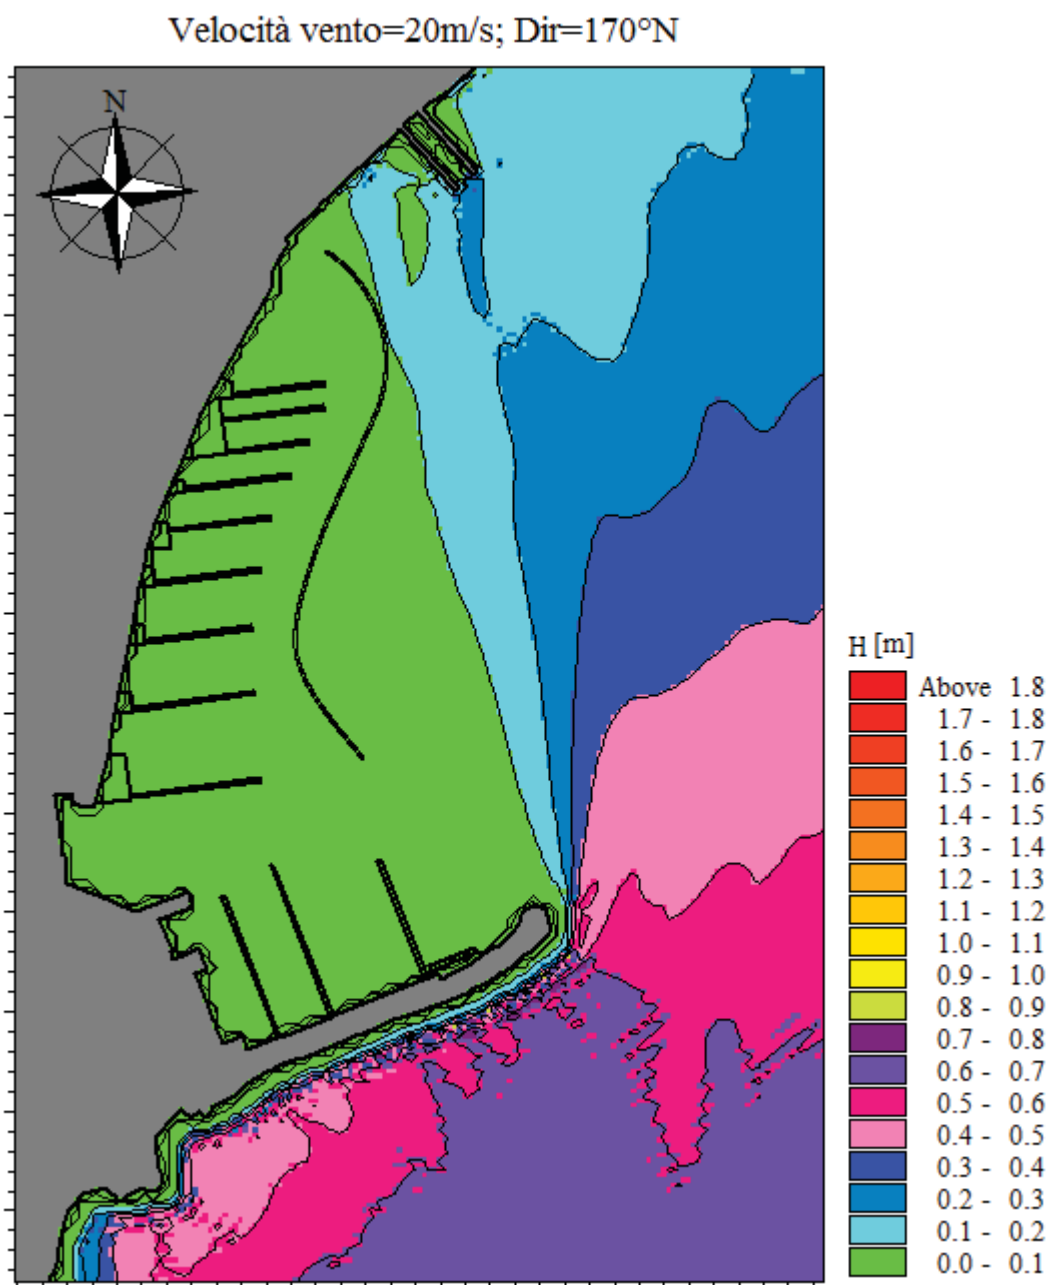 Velocità vento=20m/s; Dir=170°N
N
H [m]
Above 1.8
1.7 - 1.8
1.6 - 1.7
1.5 - 1.6
1.4 - 1.5
1.3 - 1.4
1.2 - 1.3
1.1 - 1.2
1.0 - 1.1
0.9 - 1.0
0.8 - 0.9
0.7 - 0.8
0.6 - 0.7
0.5 - 0.6
0.4 - 0.5
0.3 - 0.4
0.2 - 0.3
0.1 - 0.2
0.0 - 0.1